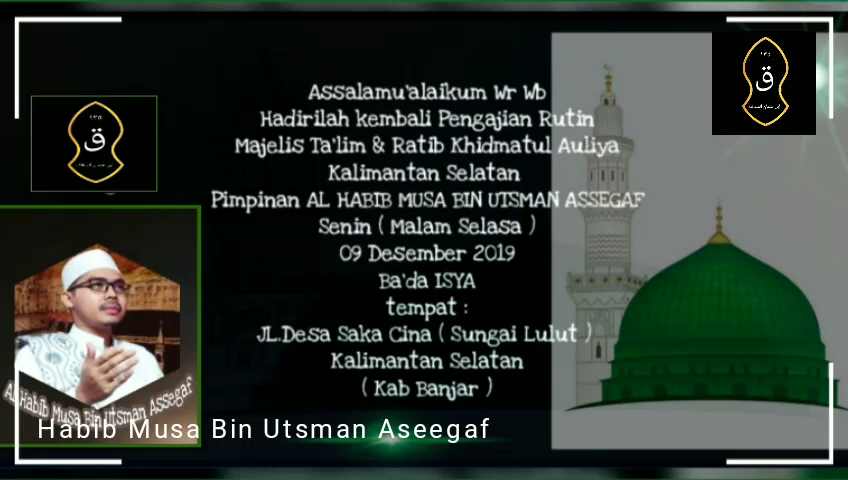 Assalamu'alaikum Wr Wb
Hadirilah kembali Pengajian Rutin
Majelis Ta'lim & Ratib Khidmatul Auliya
Kalimantan Selatan
Pimpinan AL HABIB MUSA BIN UTSMAN ASSEGAF
Senin ( Malam Selasa )
09 Desember 2019
Ba'da ISYA
tempat :
JL.Desa Saka Cina ( Sungai Lulut )
Kalimantan Selatan
( Kab Banjar )
١٣٥
ق
١٣٥
ق
Al Habib Musa Bin Utsman Assegaf
Habib Musa Bin Utsman Aseegaf